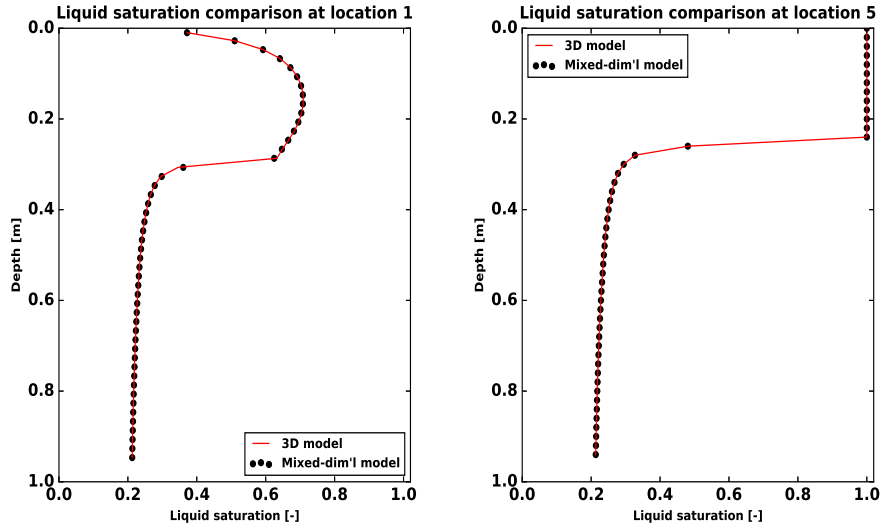 Liquid saturation comparison at location 1
0.0
0.2
0.4
0.6
0.8
1.0
Depth [m]
3D model
Mixed-dim'l model
0.0
0.2
0.4
0.6
0.8
1.0
Liquid saturation [-]
Liquid saturation comparison at location 5
3D model
Mixed-dim'l model
0.0
0.2
0.4
0.6
0.8
1.0
Depth [m]
0.0
0.2
0.4
0.6
0.8
1.0
Liquid saturation [-]